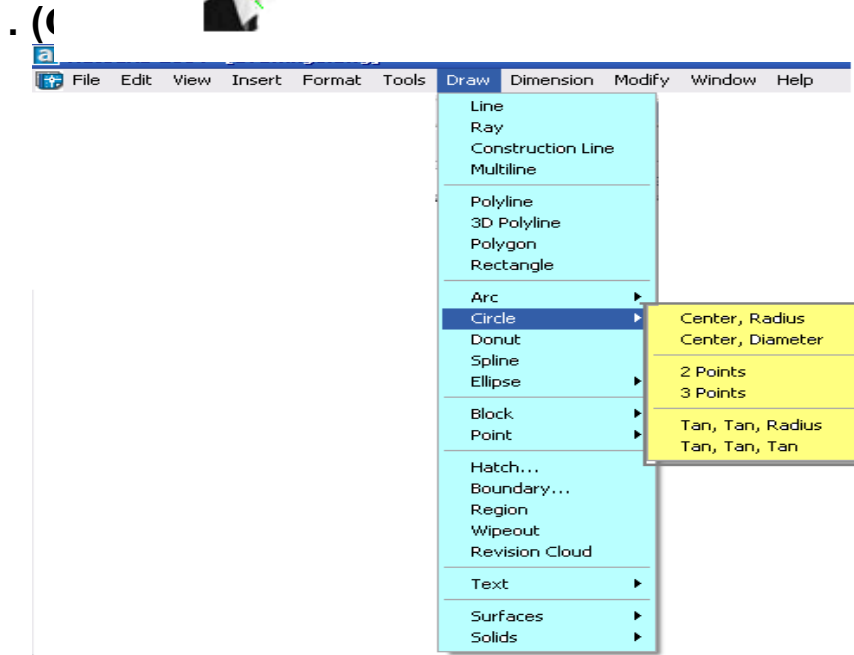 . (
File Edit View Insert Format Tools Draw Dimension Modify Window Help
Line
Ray
Construction Line
Multiline
Polyline
3D Polyline
Polygon
Rectangle
Arc
Circle
Donut
Spline
Ellipse
Block
Point
Hatch...
Boundary...
Region
Wipeout
Revision Cloud
Text
Surfaces
Solids
Center, Radius
Center, Diameter
2 Points
3 Points
Tan, Tan, Radius
Tan, Tan, Tan